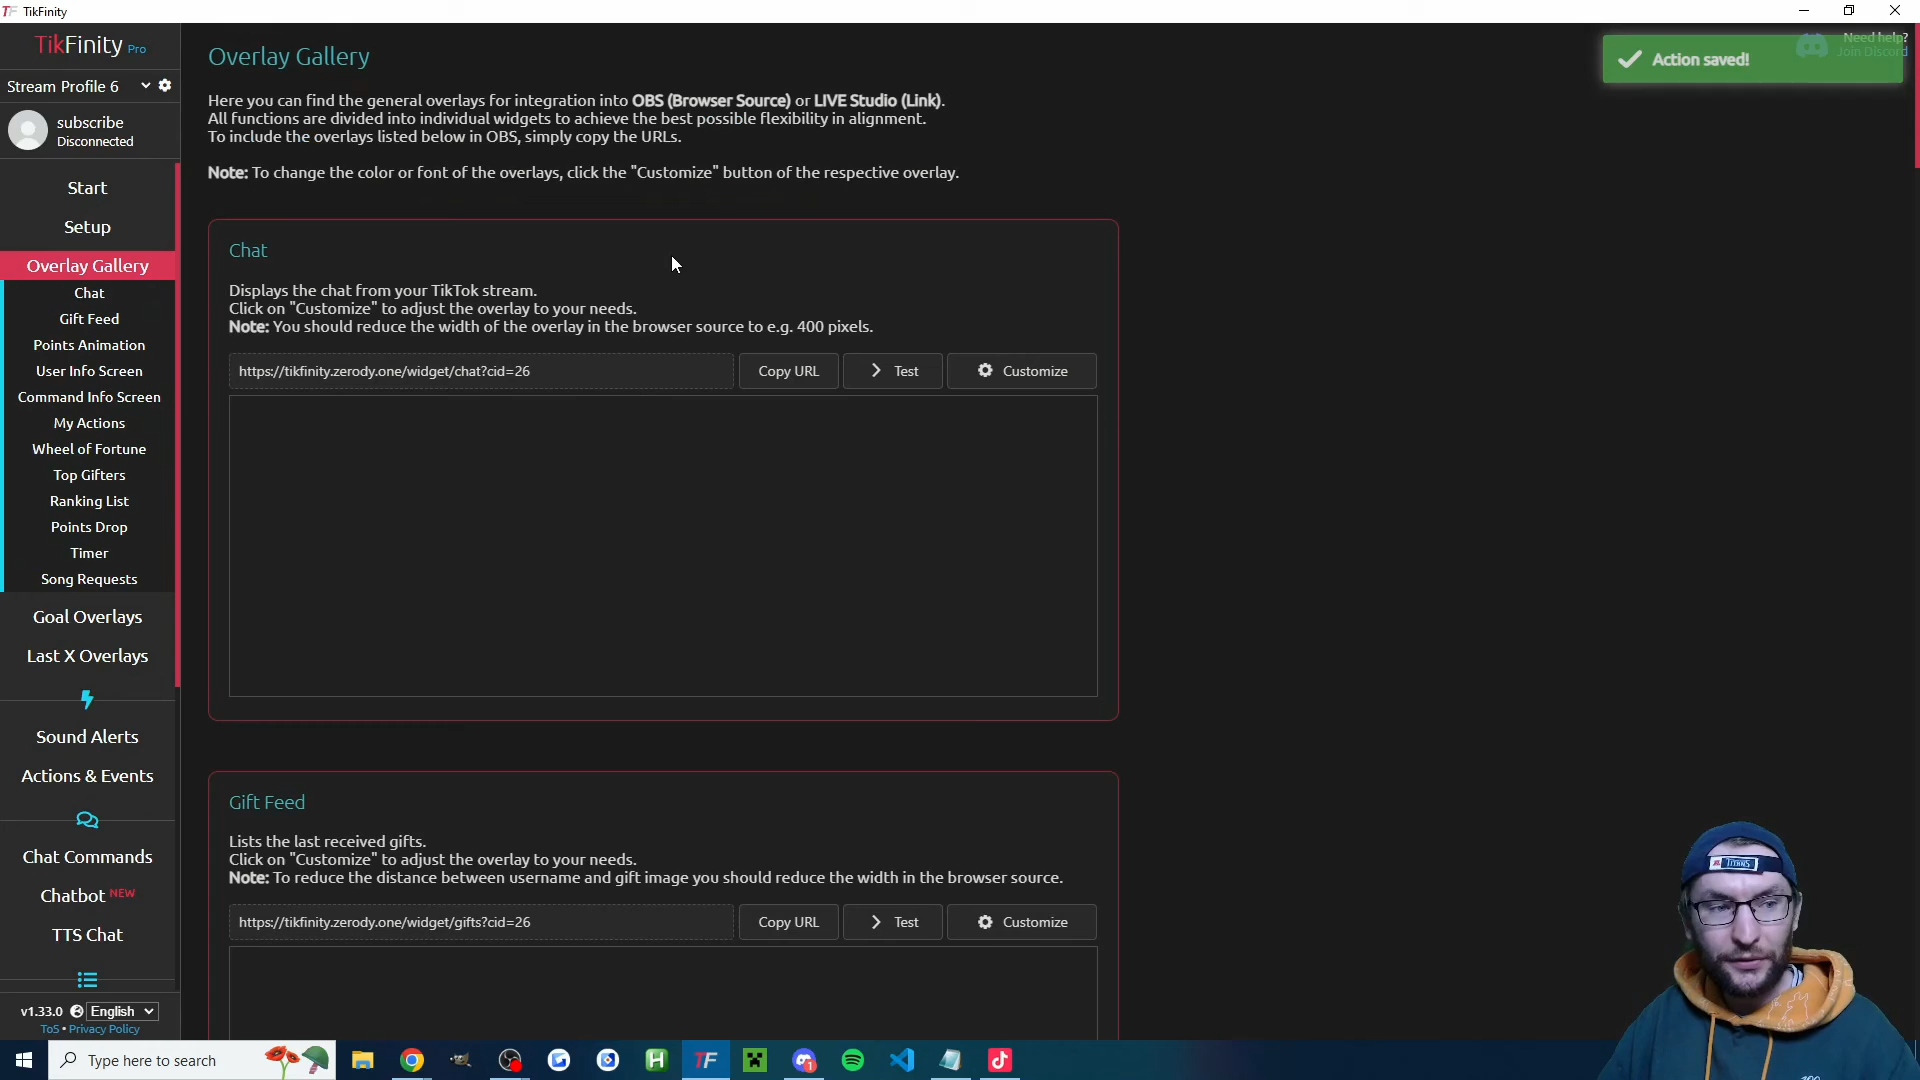 TF TikFinity
TikFinity Pro
Stream Profile 6
subscribe
Disconnected
Start
Setup
Overlay Gallery
Chat
Gift Feed
Points Animation
User Info Screen
Command Info Screen
My Actions
Wheel of Fortune
Top Gifters
Ranking List
Points Drop
Timer
Song Requests
Goal Overlays
Last X Overlays
Sound Alerts
Actions & Events
Chat Commands
Chatbot NEW
TTS Chat
v1.33.0 English
ToS • Privacy Policy
Overlay Gallery
Here you can find the general overlays for integration into OBS (Browser Source) or LIVE Studio (Link).
All functions are divided into individual widgets to achieve the best possible flexibility in alignment.
To include the overlays listed below in OBS, simply copy the URLs.
Note: To change the color or font of the overlays, click the "Customize" button of the respective overlay.
Chat
Displays the chat from your TikTok stream.
Click on "Customize" to adjust the overlay to your needs.
Note: You should reduce the width of the overlay in the browser source to e.g. 400 pixels.
https://tikfinity.zerody.one/widget/chat?cid=26 Copy URL Test Customize
Gift Feed
Lists the last received gifts.
Click on "Customize" to adjust the overlay to your needs.
Note: To reduce the distance between username and gift image you should reduce the width in the browser source.
https://tikfinity.zerody.one/widget/gifts?cid=26 Copy URL Test Customize
Need help?
Join Discord
Action saved!
TITANS
Type here to search
H
TF
1